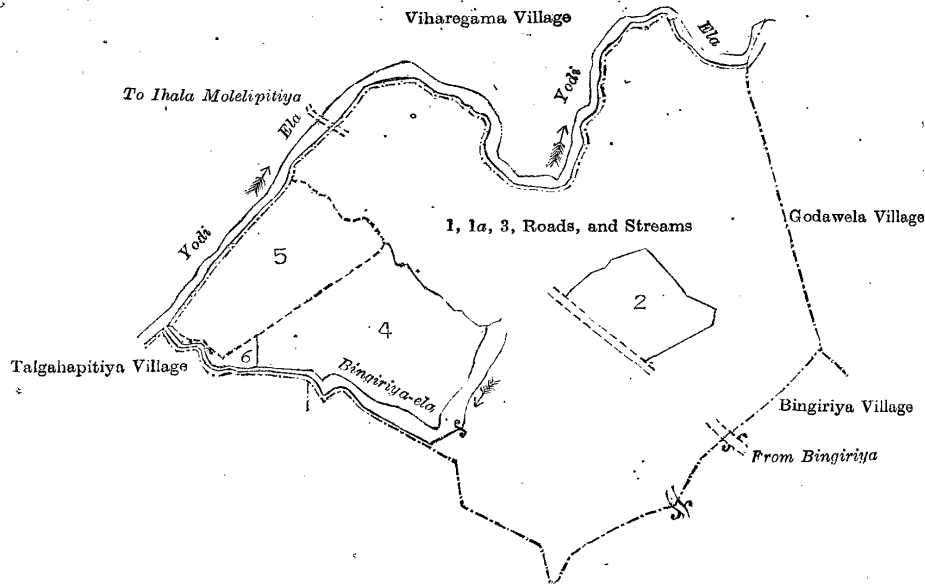 Viharegama Village
Ela
To Ihala Molelipitiya
Yodi
Ela
Godawela Village
1, 1a, 3, Roads, and Streams
Yodi
5
2
4
6
Talgahapitiya Village
Bingiriya-ela
Bingiriya Village
From Bingiriya